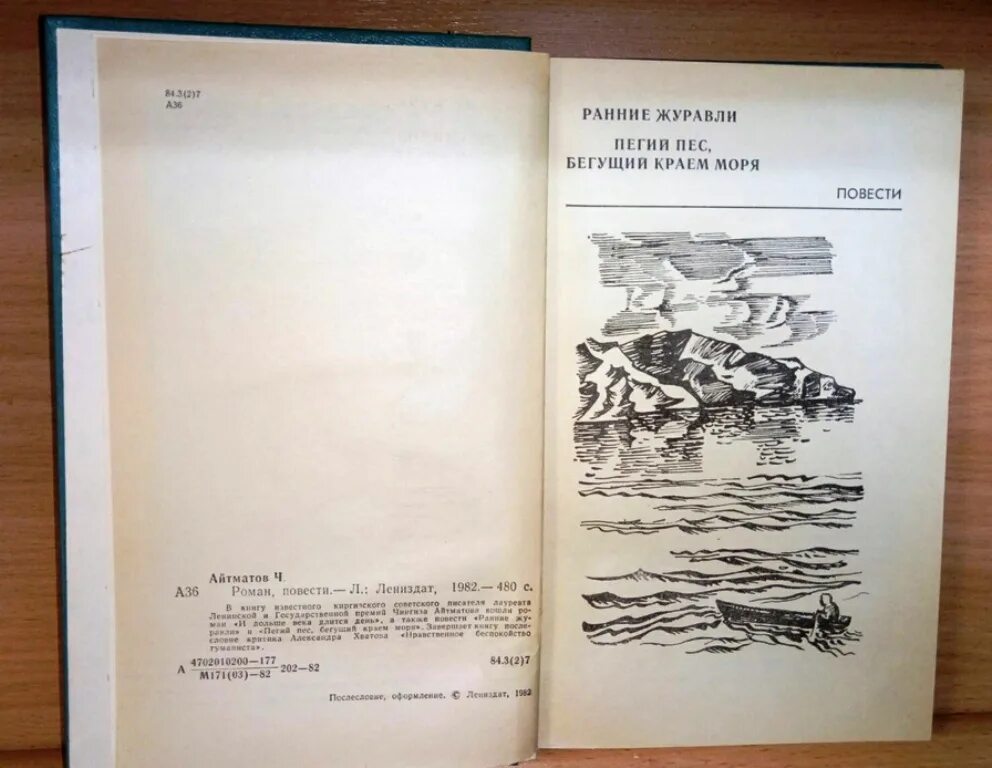 84.3(2)7
А36
Айтматов Ч.
А36 Роман, повести.— Л.: Лениздат, 1982.— 480 с.
В книгу известного киргизского советского писателя лауреата
Ленинской и Государственной премий Чингиза Айтматова вошли ро-
ман «И дольше века длится день», а также повести «Ранние жу-
равли» и «Пегий пес, бегущий краем моря». Завершает книгу после-
словие критика Александра Хватова «Нравственное беспокойство
гуманиста».
А 4702010200—177
М171(03)—82 202—82 84.3(2)7
Послесловие, оформление. © Лениздат, 1982
РАННИЕ ЖУРАВЛИ
ПЕГИЙ ПЕС,
БЕГУЩИЙ КРАЕМ МОРЯ
ПОВЕСТИ